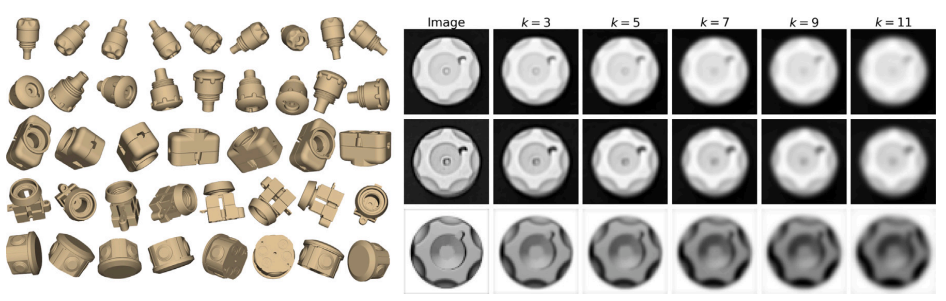 Image k = 3 k = 5 k = 7 k = 9 k = 11